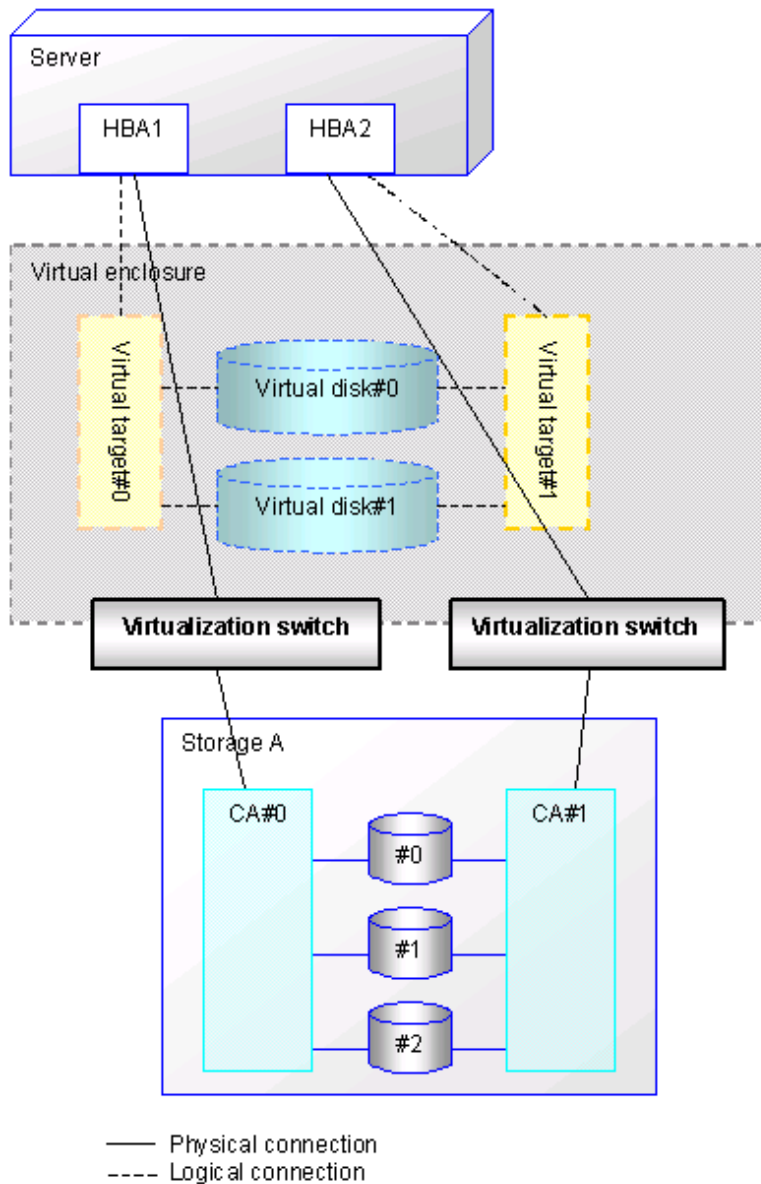 Server
HBA1
HBA2
Virtual enclosure
Virtual target#0
Virtual disk#0
Virtual target#1
Virtual disk#1
Virtualization switch
Virtualization switch
Storage A
CA#0
CA#1
#0
#1
#2
Physical connection
Logical connection